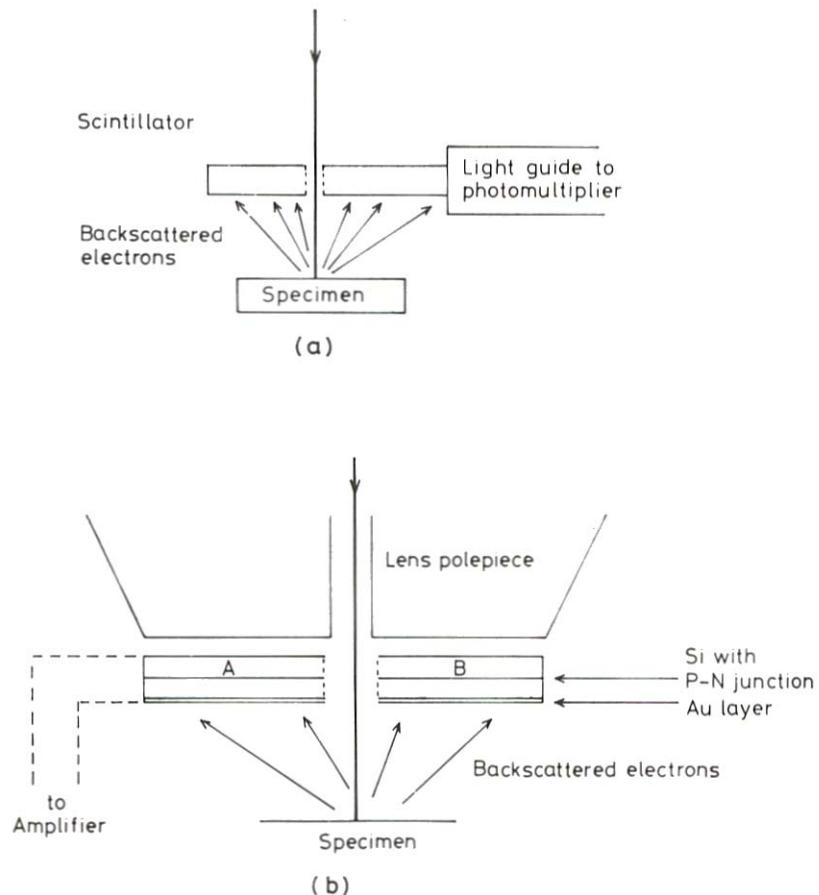 Scintillator
Light guide to
photomultiplier
Backscattered
electrons
Specimen
(a)
Lens polepiece
A
B
Si with
P-N junction
Au layer
Backscattered electrons
to
Amplifier
Specimen
(b)